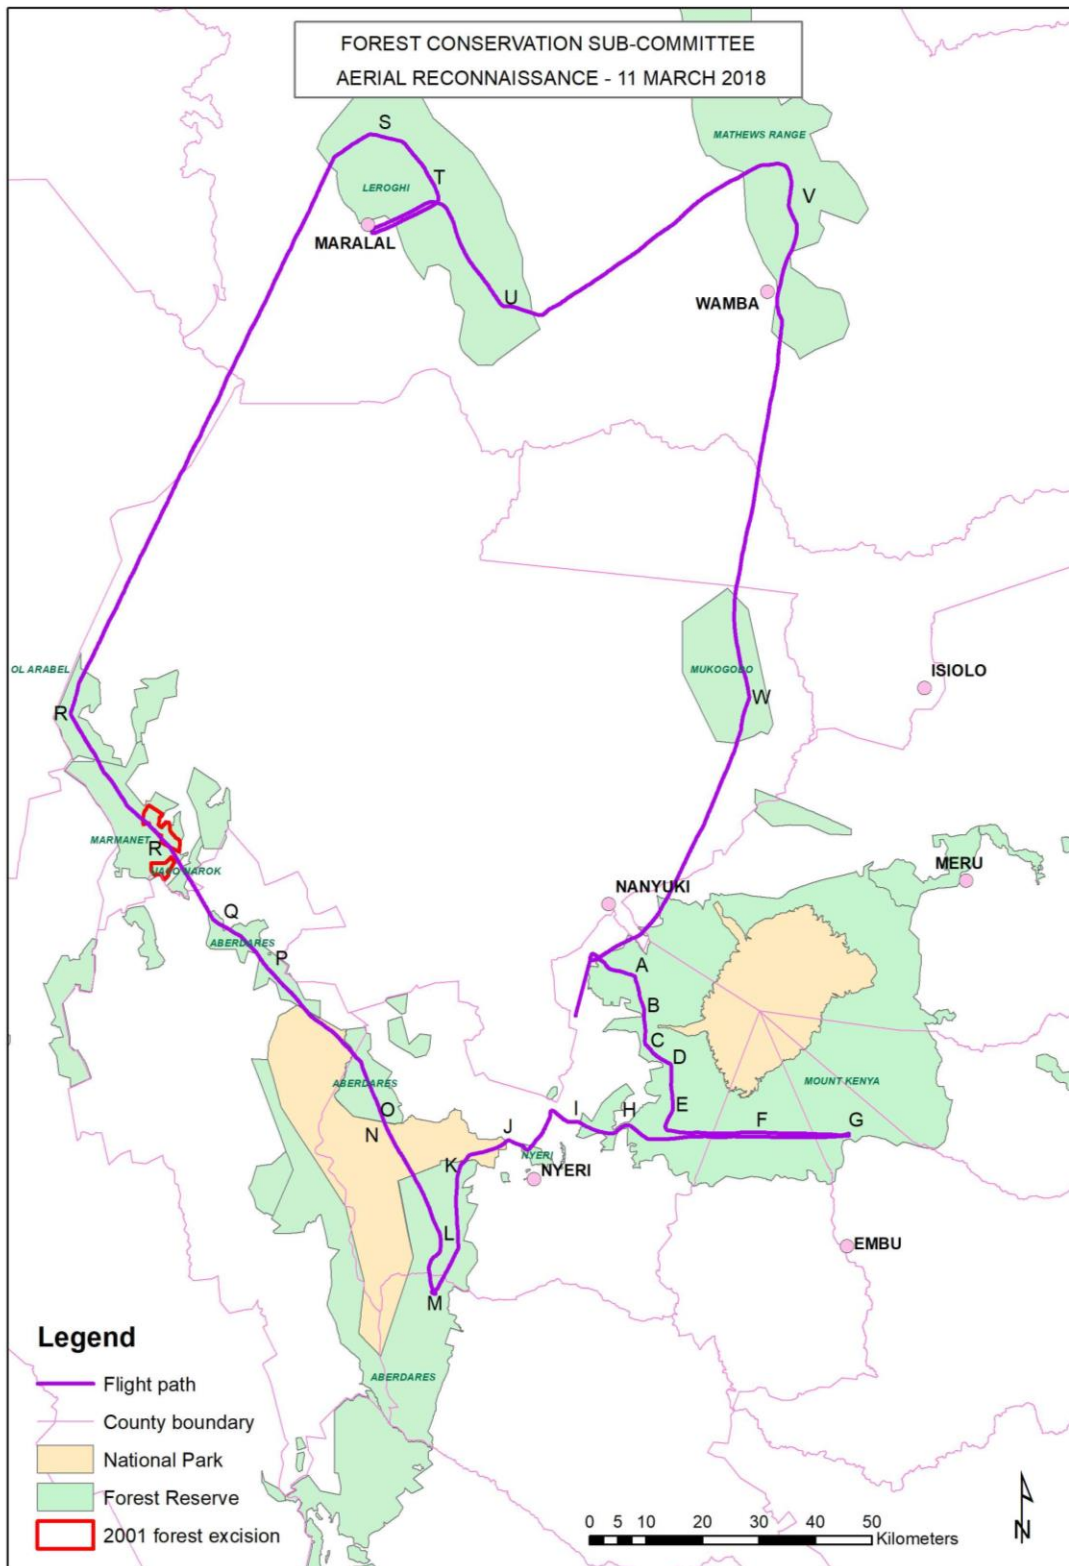 FOREST CONSERVATION SUB-COMMITTEE
AERIAL RECONNAISSANCE - 11 MARCH 2018
S
MATHEWS RANGE
T
LEROGHI
V
MARALAL
U
WAMBA
OL ARABEL
MUKOGODO
ISIOLO
W
R
MARMANET
R
NAROK
MERU
NANYUKI
Q
ABERDARES
P
A
B
C
D
ABERDARES
MOUNT KENYA
O
E
F
G
N
I
H
J
NYERI
K
NYERI
L
EMBU
M
Legend
Flight path
ABERDARES
County boundary
National Park
Forest Reserve
2001 forest excision
0 5 10 20 30 40 50
Kilometers
N